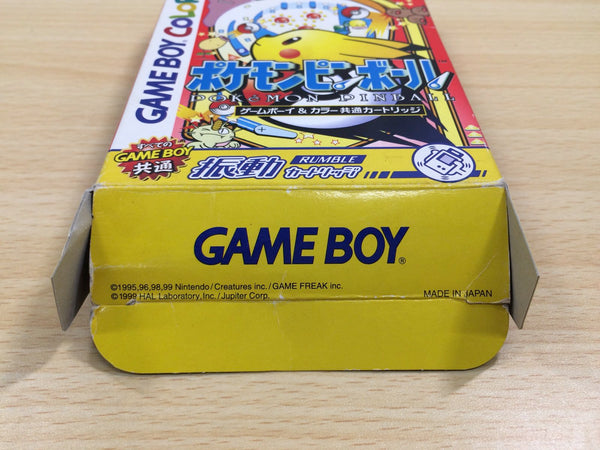 GAME BOY COLOR
ポケモンピンボール
POKéMON PINBALL
ゲームボーイ&カラー共通カートリッジ
すべての
GAME BOY
共通
振動
RUMBLE
カートリッジ
GAME BOY®
©1995,96,98,99 Nintendo/Creatures inc./GAME FREAK inc.
©1999 HAL Laboratory,Inc./Jupiter Corp.
MADE IN JAPAN